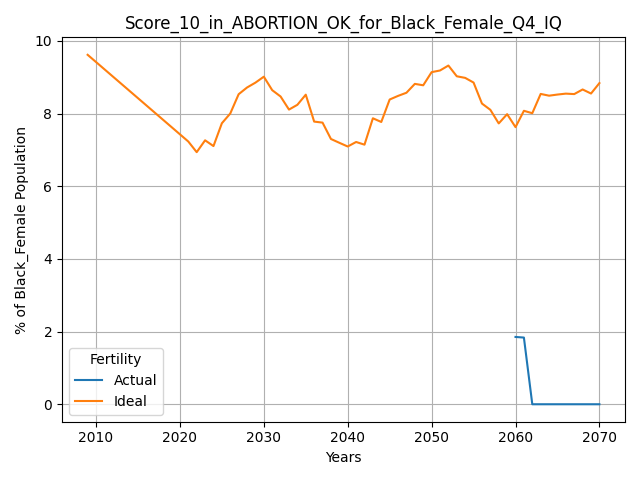 Score_10_in_ABORTION_OK_for_Black_Female_Q4_IQ
10
8
6
4
2
0
% of Black_Female Population
Fertility
Actual
Ideal
2010 2020 2030 2040 2050 2060 2070
Years